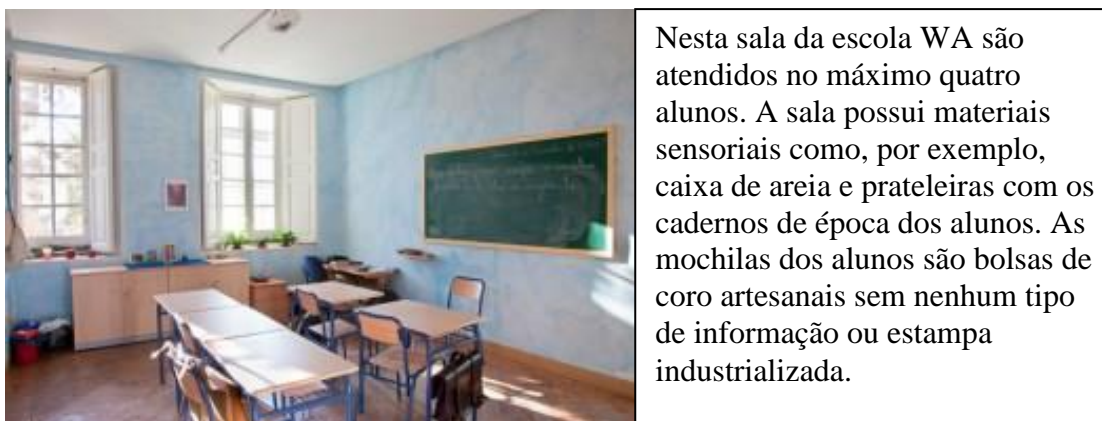 Nesta sala da escola WA são
atendidos no máximo quatro
alunos. A sala possui materiais
sensoriais como, por exemplo,
caixa de areia e prateleiras com os
cadernos de época dos alunos. As
mochilas dos alunos são bolsas de
coro artesanais sem nenhum tipo
de informação ou estampa
industrializada.